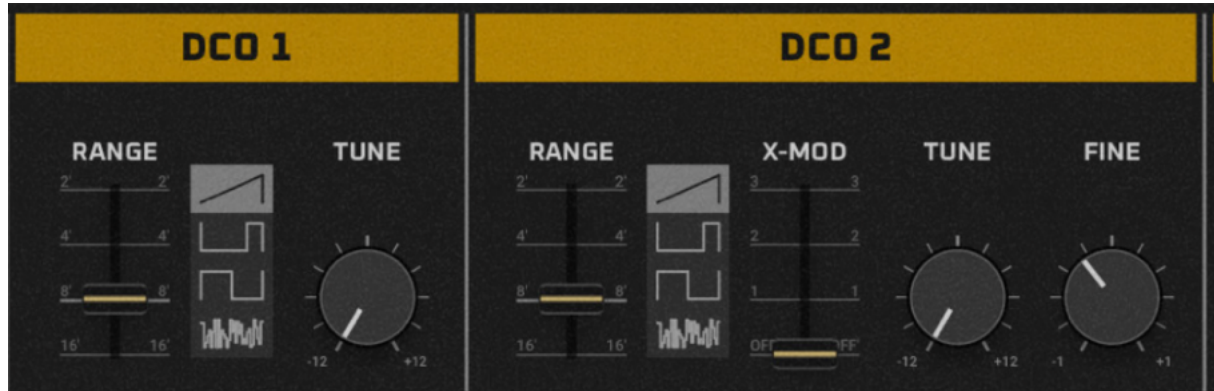 DCO 1
RANGE
TUNE
2' 2'
4' 4'
8' 8'
16' 16'
-12 +12
DCO 2
RANGE
X-MOD
TUNE
FINE
2' 2'
4' 4'
8' 8'
16' 16'
3 3
2 2
1 1
OFF OFF
-12 +12
-1 +1